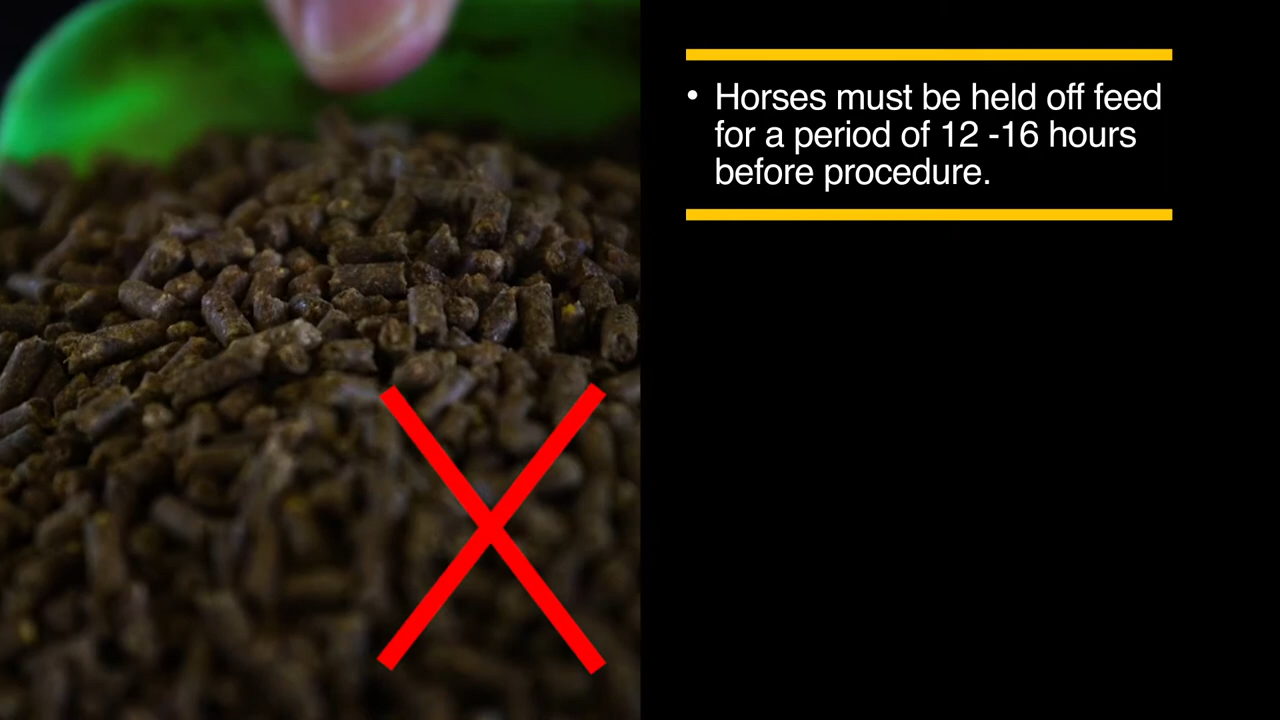 • Horses must be held off feed
for a period of 12 -16 hours
before procedure.